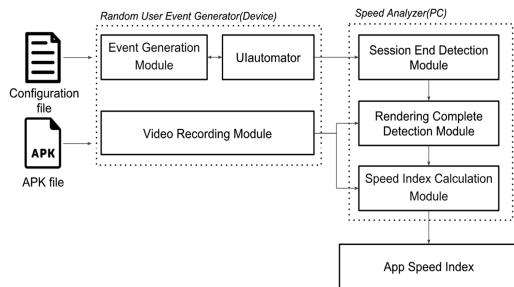 Random User Event Generator(Device)
Speed Analyzer(PC)
Event Generation
Module
UIautomator
Session End Detection
Module
Configuration
file
Video Recording Module
Rendering Complete
Detection Module
APK
APK file
Speed Index Calculation
Module
App Speed Index